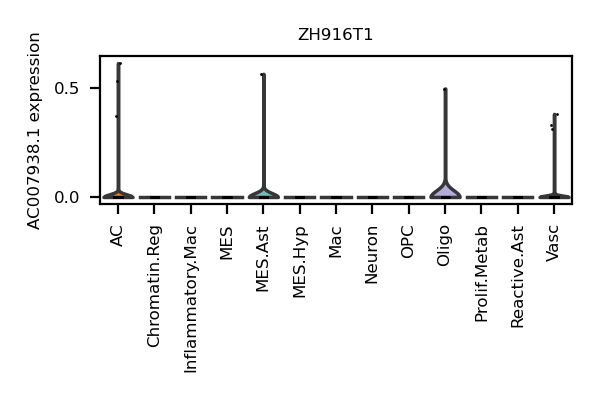 ZH916T1
AC007938.1 expression
0.5
0.0
AC
Chromatin.Reg
Inflammatory.Mac
MES
MES.Ast
MES.Hyp
Mac
Neuron
OPC
Oligo
Prolif.Metab
Reactive.Ast
Vasc